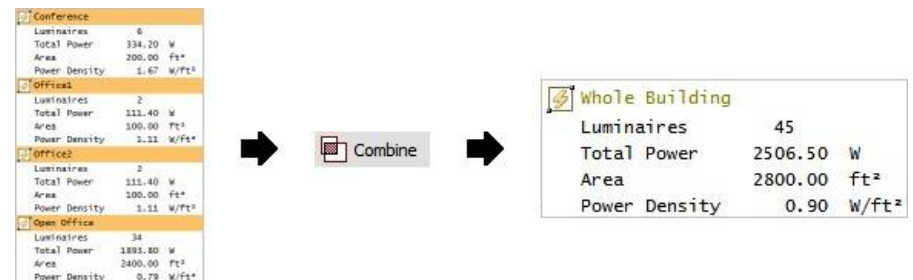 Conference
Luminaires 6
Total Power 334.20 W
Area 200.00 ft²
Power Density 1.67 W/ft²
Office1
Luminaires 2
Total Power 111.40 W
Area 100.00 ft²
Power Density 1.11 W/ft²
Office2
Luminaires 2
Total Power 111.40 W
Area 100.00 ft²
Power Density 1.11 W/ft²
Open Office
Luminaires 34
Total Power 1893.80 W
Area 2400.00 ft²
Power Density 0.79 W/ft²
Combine
Whole Building
Luminaires 45
Total Power 2506.50 W
Area 2800.00 ft²
Power Density 0.90 W/ft²